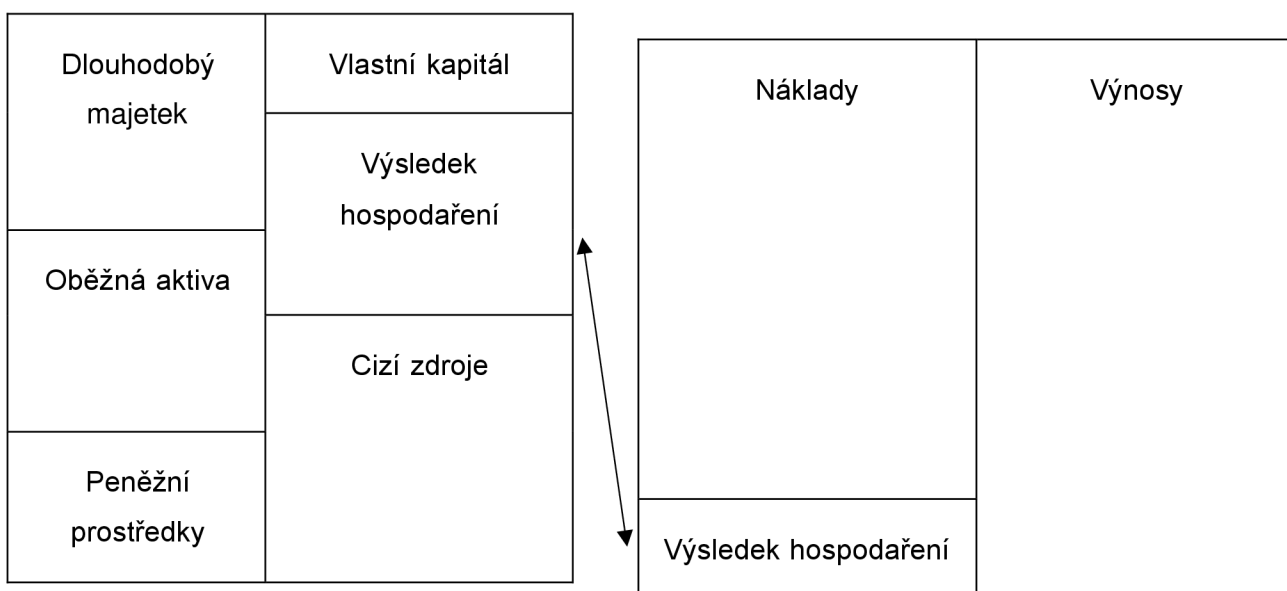 Dlouhodobý
majetek
Vlastní kapitál
Výsledek
hospodaření
Oběžná aktiva
Cizí zdroje
Peněžní
prostředky
Náklady
Výnosy
Výsledek hospodaření